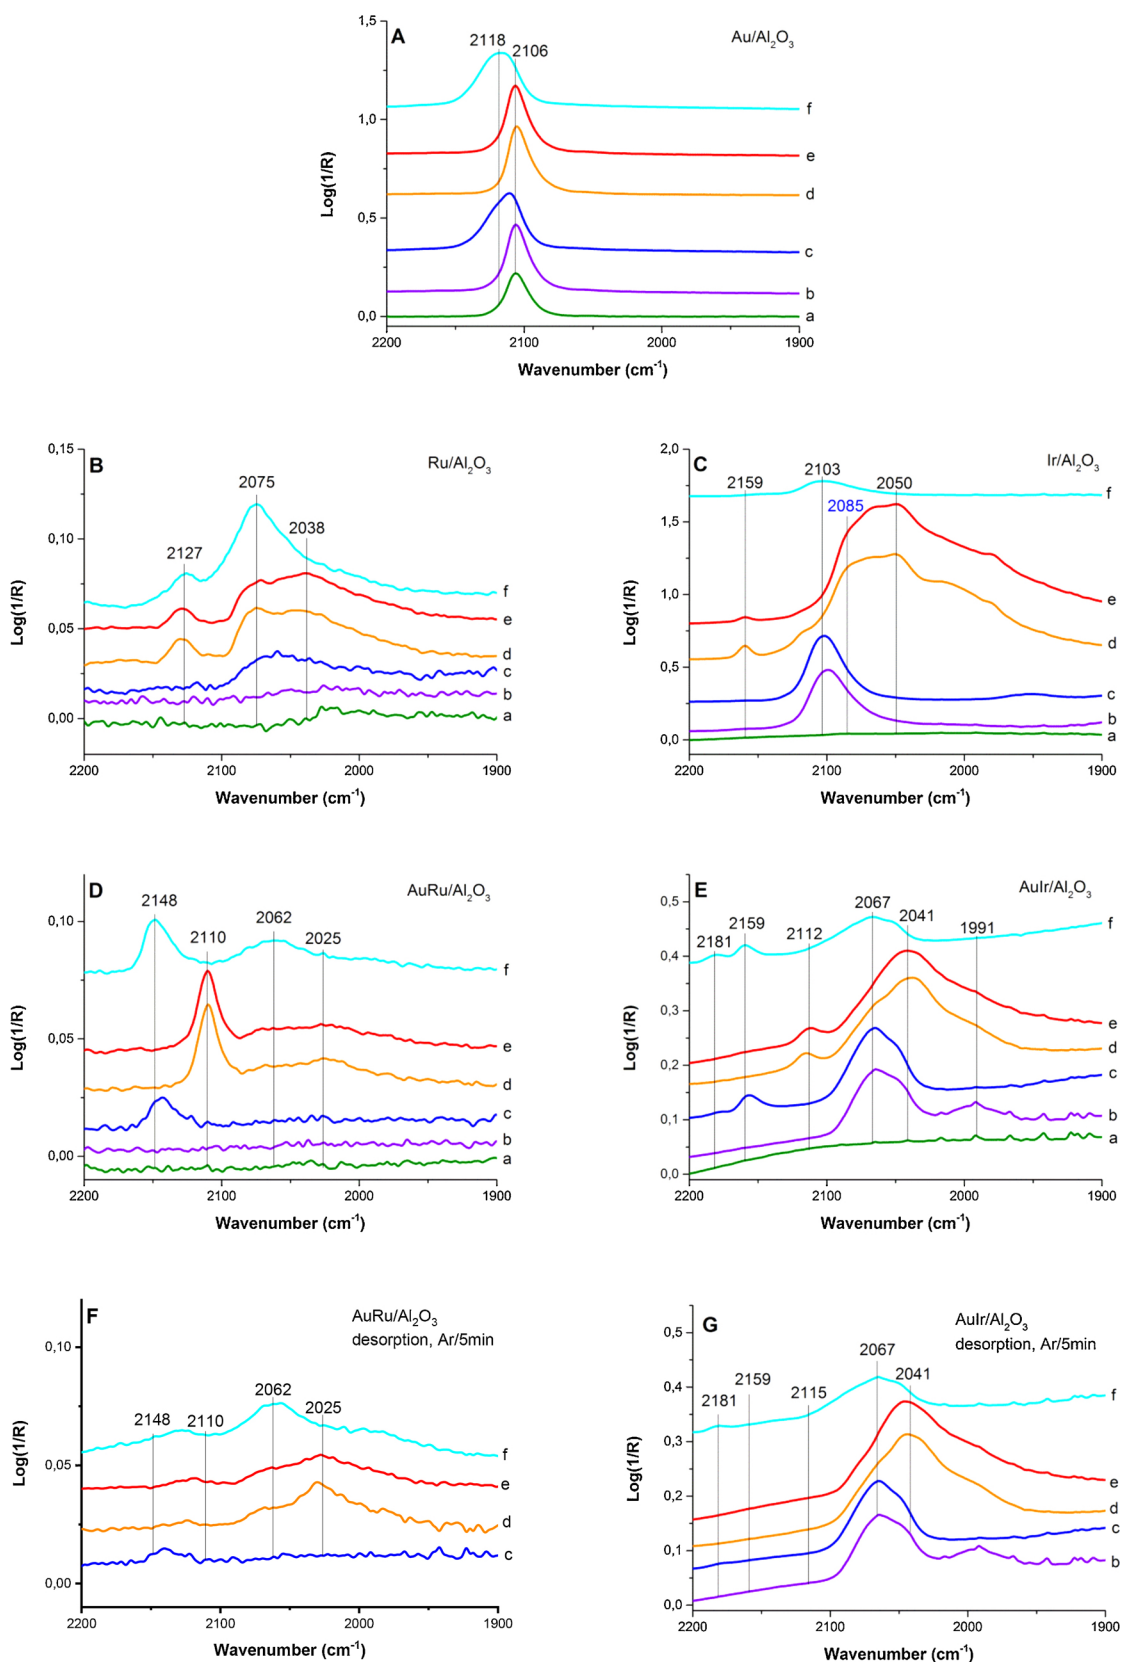 A
2118
2106
Au/Al2O3
1,5
1,0
0,5
0,0
f
e
d
c
b
a
2200
2100
2000
1900
Log(1/R)
Wavenumber (cm-1)
B
Ru/Al2O3
2075
2038
2127
0,15
0,10
0,05
0,00
f
e
d
c
b
a
2200
2100
2000
1900
Log(1/R)
Wavenumber (cm-1)
C
Ir/Al2O3
2159
2103
2085
2050
2,0
1,5
1,0
0,5
0,0
f
e
d
c
b
a
2200
2100
2000
1900
Log(1/R)
Wavenumber (cm-1)
D
AuRu/Al2O3
2148
2110
2062
2025
0,10
0,05
0,00
f
e
d
c
b
a
2200
2100
2000
1900
Log(1/R)
Wavenumber (cm-1)
E
AuIr/Al2O3
2181
2159
2112
2067
2041
1991
0,5
0,4
0,3
0,2
0,1
0,0
f
e
d
c
b
a
2200
2100
2000
1900
Log(1/R)
Wavenumber (cm-1)
F
AuRu/Al2O3
desorption, Ar/5min
2148
2110
2062
2025
0,10
0,05
0,00
f
e
d
c
2200
2100
2000
1900
Log(1/R)
Wavenumber (cm-1)
G
AuIr/Al2O3
desorption, Ar/5min
2181
2159
2115
2067
2041
0,5
0,4
0,3
0,2
0,1
0,0
f
e
d
c
b
2200
2100
2000
1900
Log(1/R)
Wavenumber (cm-1)